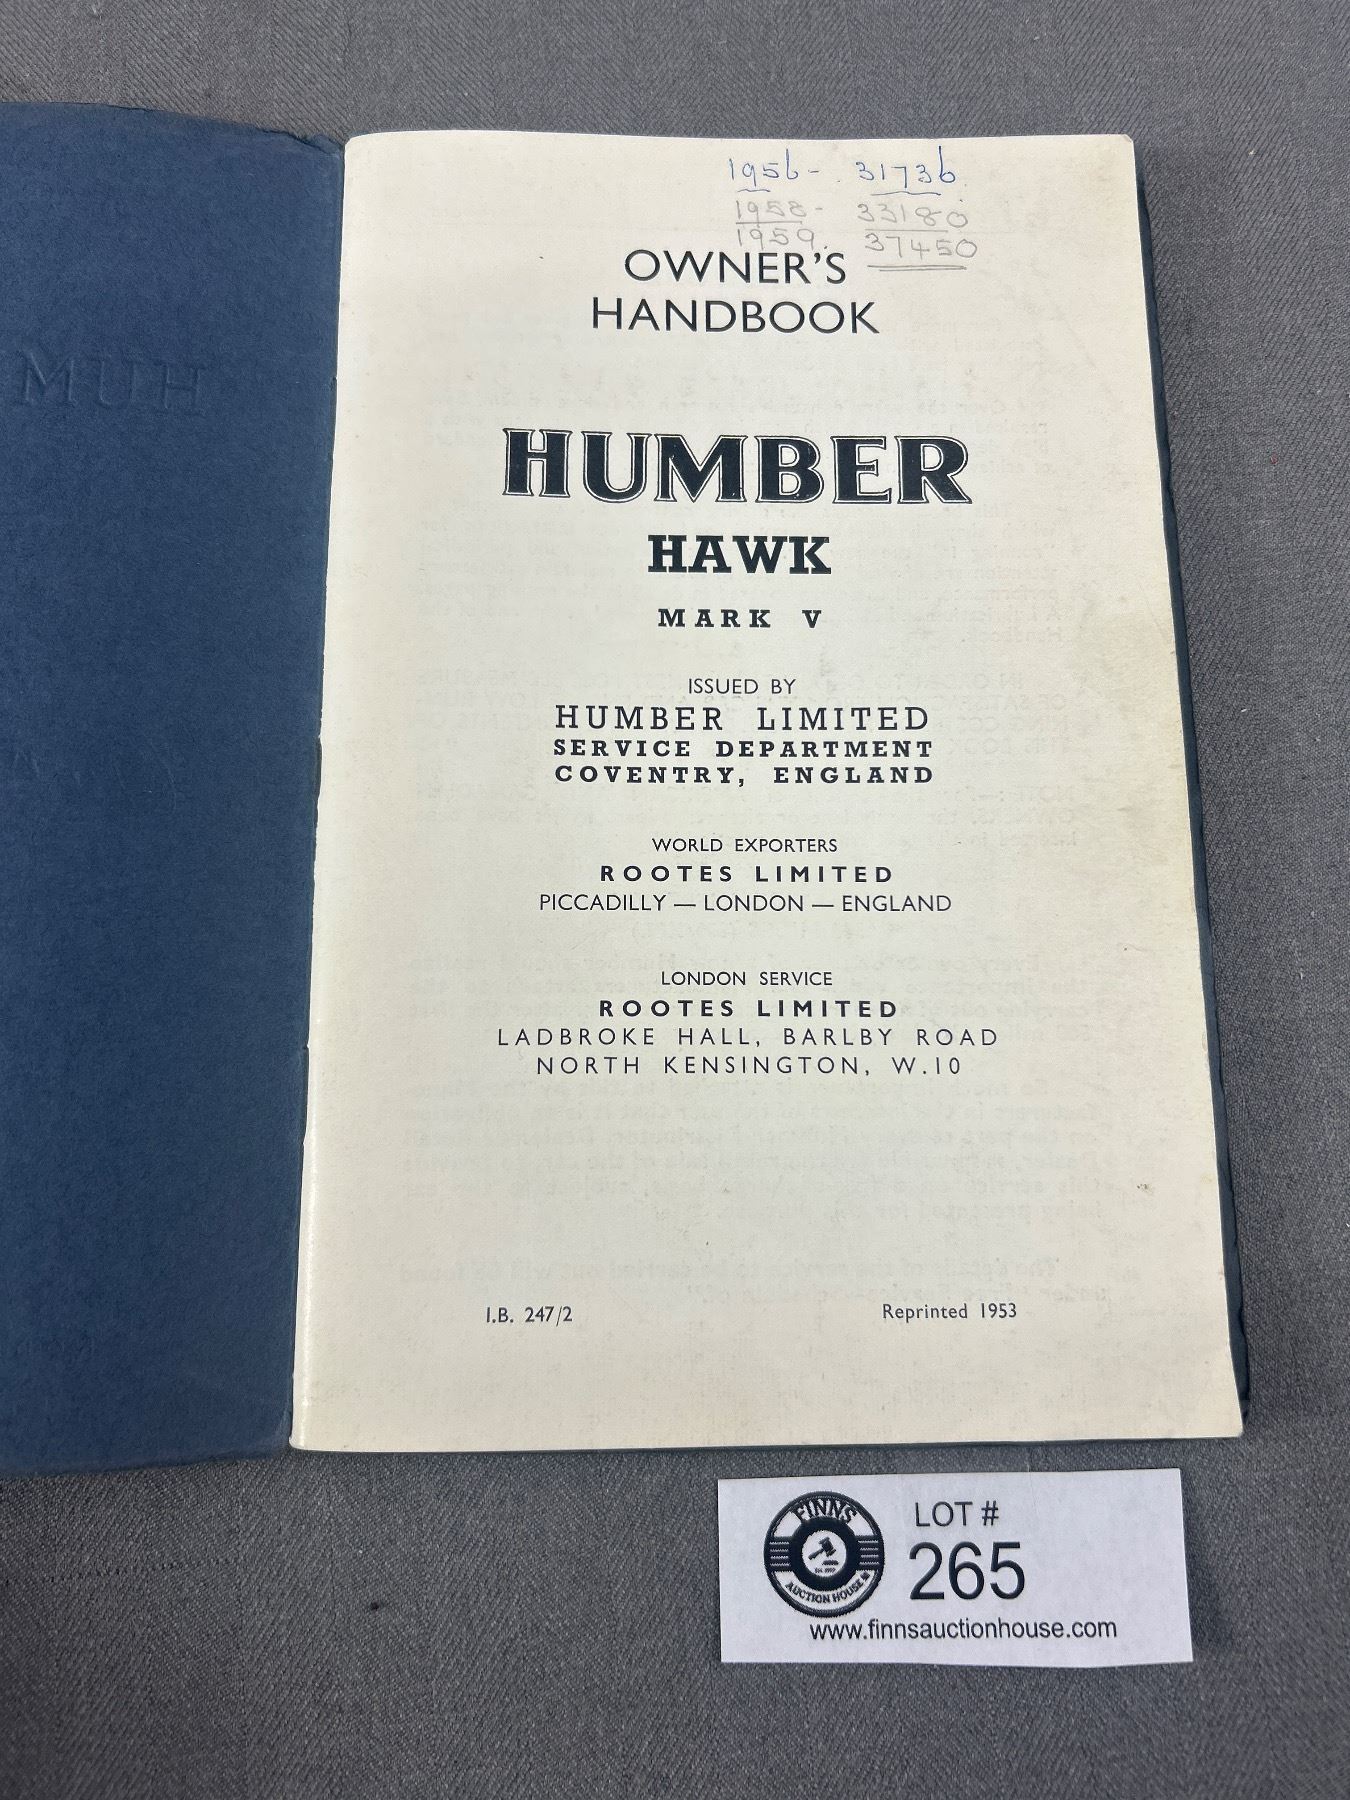 1956 - 31736
1958 - 33180
1959. 37450
OWNER'S
HANDBOOK
HUMBER
HAWK
MARK V
ISSUED BY
HUMBER LIMITED
SERVICE DEPARTMENT
COVENTRY, ENGLAND
WORLD EXPORTERS
ROOTES LIMITED
PICCADILLY — LONDON — ENGLAND
LONDON SERVICE
ROOTES LIMITED
LADBROKE HALL, BARLBY ROAD
NORTH KENSINGTON, W.10
I.B. 247/2
Reprinted 1953
FINNS
AUCTION HOUSE
LOT #
265
www.finnsauctionhouse.com